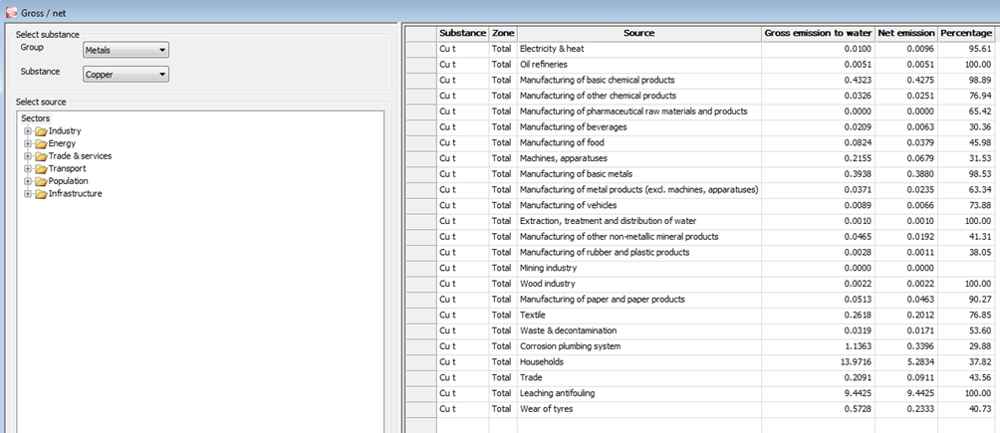 Gross / net
Select substance
Group Metals
Substance Copper
Select source
Sectors
Industry
Energy
Trade & services
Transport
Population
Infrastructure
Substance Zone Source Gross emission to water Net emission Percentage
Cu t Total Electricity & heat 0.0100 0.0096 95.61
Cu t Total Oil refineries 0.0051 0.0051 100.00
Cu t Total Manufacturing of basic chemical products 0.4323 0.4275 98.89
Cu t Total Manufacturing of other chemical products 0.0326 0.0251 76.94
Cu t Total Manufacturing of pharmaceutical raw materials and products 0.0000 0.0000 65.42
Cu t Total Manufacturing of beverages 0.0209 0.0063 30.36
Cu t Total Manufacturing of food 0.0824 0.0379 45.98
Cu t Total Machines, apparatuses 0.2155 0.0679 31.53
Cu t Total Manufacturing of basic metals 0.3938 0.3880 98.53
Cu t Total Manufacturing of metal products (excl. machines, apparatuses) 0.0371 0.0235 63.34
Cu t Total Manufacturing of vehicles 0.0089 0.0066 73.88
Cu t Total Extraction, treatment and distribution of water 0.0010 0.0010 100.00
Cu t Total Manufacturing of other non-metallic mineral products 0.0465 0.0192 41.31
Cu t Total Manufacturing of rubber and plastic products 0.0028 0.0011 38.05
Cu t Total Mining industry 0.0000 0.0000
Cu t Total Wood industry 0.0022 0.0022 100.00
Cu t Total Manufacturing of paper and paper products 0.0513 0.0463 90.27
Cu t Total Textile 0.2618 0.2012 76.85
Cu t Total Waste & decontamination 0.0319 0.0171 53.60
Cu t Total Corrosion plumbing system 1.1363 0.3396 29.88
Cu t Total Households 13.9716 5.2834 37.82
Cu t Total Trade 0.2091 0.0911 43.56
Cu t Total Leaching antifouling 9.4425 9.4425 100.00
Cu t Total Wear of tyres 0.5728 0.2333 40.73